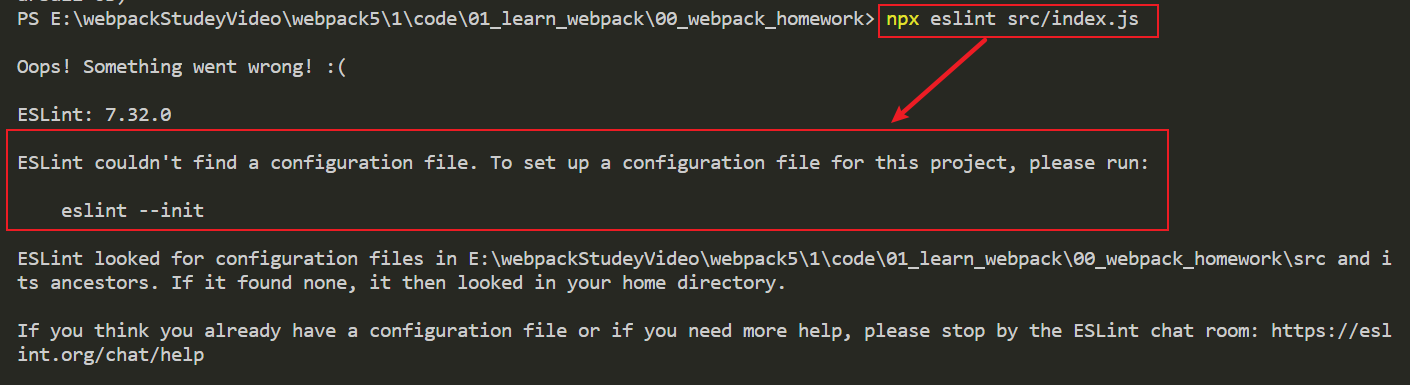 PS E:\webpackStudeyVideo\webpack5\1\code\01_learn_webpack\00_webpack_homework> npx eslint src/index.js
Oops! Something went wrong! :(
ESLint: 7.32.0
ESLint couldn't find a configuration file. To set up a configuration file for this project, please run:
eslint --init
ESLint looked for configuration files in E:\webpackStudeyVideo\webpack5\1\code\01_learn_webpack\00_webpack_homework\src and i
ts ancestors. If it found none, it then looked in your home directory.
If you think you already have a configuration file or if you need more help, please stop by the ESLint chat room: https://esl
int.org/chat/help